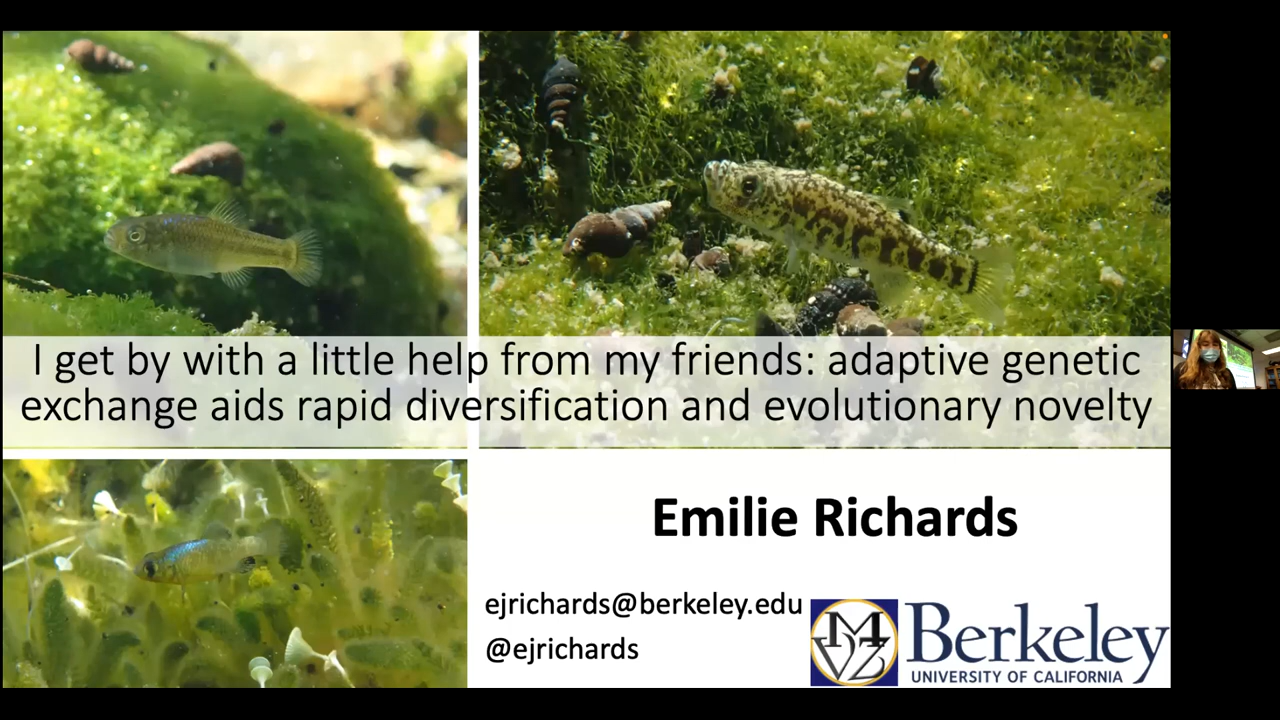 I get by with a little help from my friends: adaptive genetic
exchange aids rapid diversification and evolutionary novelty
Emilie Richards
ejrichards@berkeley.edu
@ejrichards
MVZ
Berkeley
UNIVERSITY OF CALIFORNIA